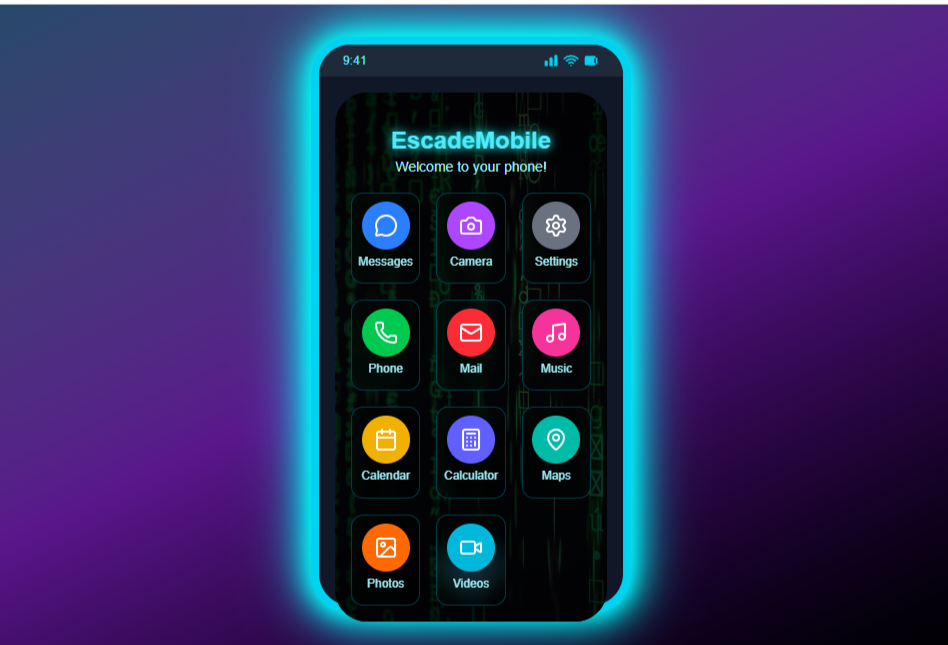 9:41
EscadeMobile
Welcome to your phone!
Messages
Camera
Settings
Phone
Mail
Music
Calendar
Calculator
Maps
Photos
Videos